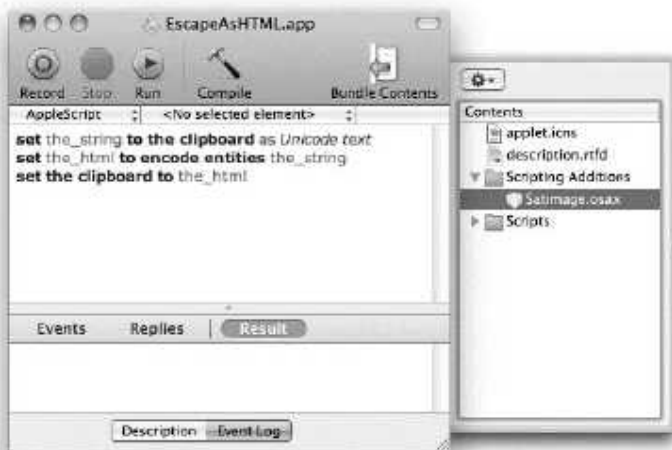 EscapeAsHTML.app
Record Stop Run Compile Bundle Contents
AppleScript <No selected element>
set the_string to the clipboard as Unicode text
set the_html to encode entities the_string
set the clipboard to the_html
Events Replies Result
Description Event Log
Contents
applet.icns
description.rtfd
Scripting Additions
Satimage.osax
Scripts